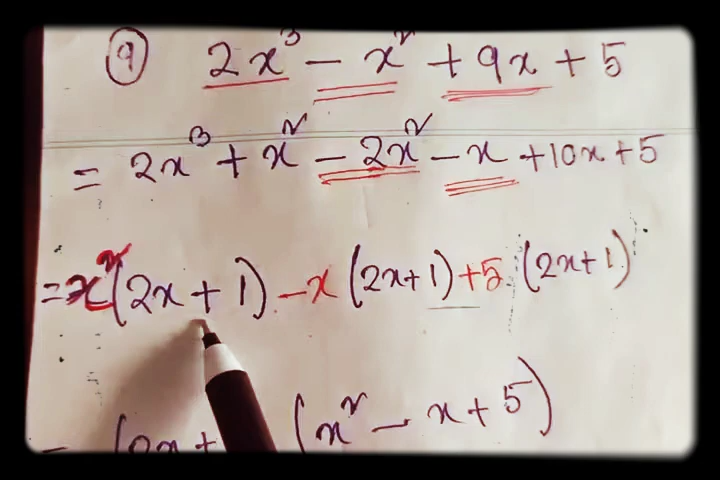 (9) 2x³ - x² + 9x + 5
= 2x³ + x² - 2x² - x + 10x + 5
= x²(2x + 1) - x (2x+1) + 5 (2x+1)
= (2x+ (x² - x + 5)